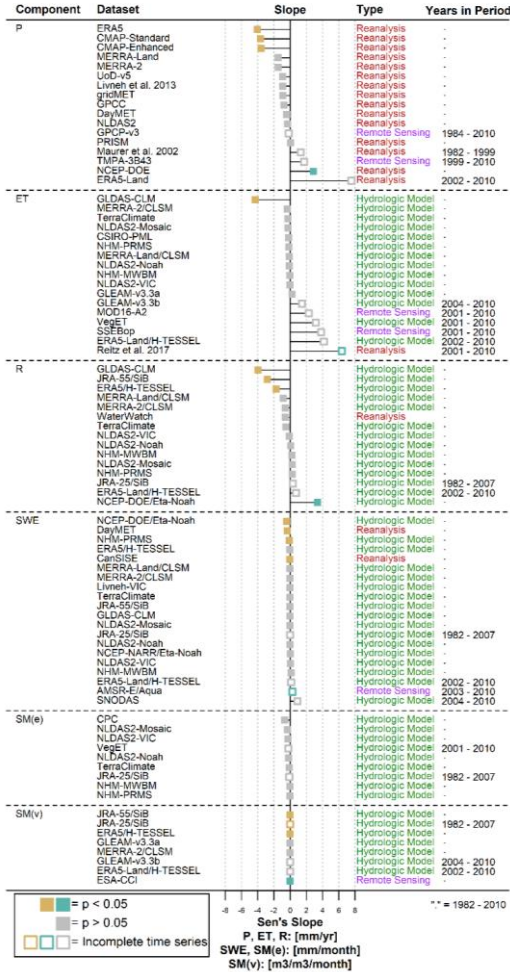 Component Dataset Slope Type Years in Period
P ERA5 Reanalysis -
CMAP-Standard Reanalysis -
CMAP-Enhanced Reanalysis -
MERRA-Land Reanalysis -
MERRA-2 Reanalysis -
UoD-v5 Reanalysis -
Livneh et al. 2013 Reanalysis -
gridMET Reanalysis -
GPCC Reanalysis -
DayMET Reanalysis -
NLDAS2 Reanalysis -
GPCP-v3 Remote Sensing 1984 - 2010
PRISM Reanalysis -
Maurer et al. 2002 Reanalysis 1982 - 1999
TMPA-3B43 Remote Sensing 1999 - 2010
NCEP-DOE Reanalysis -
ERA5-Land Reanalysis 2002 - 2010
ET GLDAS-CLM Hydrologic Model -
MERRA-2/CLSM Hydrologic Model -
TerraClimate Hydrologic Model -
NLDAS2-Mosaic Hydrologic Model -
CSIRO-PML Hydrologic Model -
NHM-PRMS Hydrologic Model -
MERRA-Land/CLSM Hydrologic Model -
NLDAS2-Noah Hydrologic Model -
NHM-MWBM Hydrologic Model -
NLDAS2-VIC Hydrologic Model -
GLEAM-v3.3a Hydrologic Model -
GLEAM-v3.3b Hydrologic Model 2004 - 2010
MOD16-A2 Remote Sensing 2001 - 2010
VegET Hydrologic Model 2001 - 2010
SSEBop Remote Sensing 2001 - 2010
ERA5-Land/H-TESSEL Hydrologic Model 2002 - 2010
Reitz et al. 2017 Reanalysis 2001 - 2010
R GLDAS-CLM Hydrologic Model -
JRA-55/SiB Hydrologic Model -
ERA5/H-TESSEL Hydrologic Model -
MERRA-Land/CLSM Hydrologic Model -
MERRA-2/CLSM Hydrologic Model -
WaterWatch Reanalysis -
TerraClimate Hydrologic Model -
NLDAS2-VIC Hydrologic Model -
NLDAS2-Noah Hydrologic Model -
NHM-MWBM Hydrologic Model -
NLDAS2-Mosaic Hydrologic Model -
NHM-PRMS Hydrologic Model -
JRA-25/SiB Hydrologic Model 1982 - 2007
ERA5-Land/H-TESSEL Hydrologic Model 2002 - 2010
NCEP-DOE/Eta-Noah Hydrologic Model -
SWE NCEP-DOE/Eta-Noah Hydrologic Model -
DayMET Reanalysis -
NHM-PRMS Hydrologic Model -
ERA5/H-TESSEL Hydrologic Model -
CanSISE Reanalysis -
MERRA-Land/CLSM Hydrologic Model -
MERRA-2/CLSM Hydrologic Model -
Livneh-VIC Hydrologic Model -
TerraClimate Hydrologic Model -
JRA-55/SiB Hydrologic Model -
GLDAS-CLM Hydrologic Model -
NLDAS2-Mosaic Hydrologic Model -
JRA-25/SiB Hydrologic Model 1982 - 2007
NLDAS2-Noah Hydrologic Model -
NCEP-NARR/Eta-Noah Hydrologic Model -
NLDAS2-VIC Hydrologic Model -
NHM-MWBM Hydrologic Model -
ERA5-Land/H-TESSEL Hydrologic Model 2002 - 2010
AMSR-E/Aqua Remote Sensing 2003 - 2010
SNODAS Hydrologic Model 2004 - 2010
SM(e) CPC Hydrologic Model -
NLDAS2-Mosaic Hydrologic Model -
NLDAS2-VIC Hydrologic Model -
VegET Hydrologic Model 2001 - 2010
NLDAS2-Noah Hydrologic Model -
TerraClimate Hydrologic Model -
JRA-25/SiB Hydrologic Model 1982 - 2007
NHM-MWBM Hydrologic Model -
NHM-PRMS Hydrologic Model -
SM(v) JRA-55/SiB Hydrologic Model -
JRA-25/SiB Hydrologic Model 1982 - 2007
ERA5/H-TESSEL Hydrologic Model -
GLEAM-v3.3a Hydrologic Model -
MERRA-2/CLSM Hydrologic Model -
GLEAM-v3.3b Hydrologic Model 2004 - 2010
ERA5-Land/H-TESSEL Hydrologic Model 2002 - 2010
ESA-CCI Remote Sensing -
= p < 0.05
= p > 0.05
= Incomplete time series
-8 -6 -4 -2 0 2 4 6 8
"-" = 1982 - 2010
Sen's Slope
P, ET, R: [mm/yr]
SWE, SM(e): [mm/month]
SM(v): [m3/m3/month]